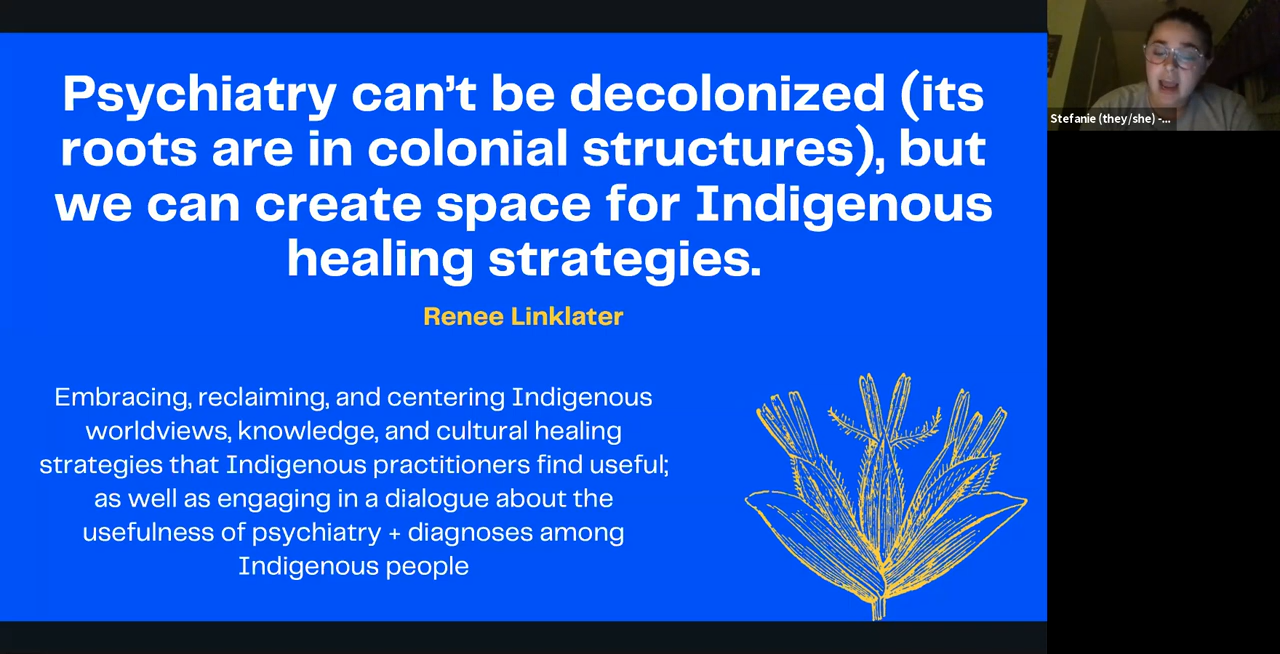 Psychiatry can't be decolonized (its
roots are in colonial structures), but
we can create space for Indigenous
healing strategies.
Renee Linklater
Embracing, reclaiming, and centering Indigenous
worldviews, knowledge, and cultural healing
strategies that Indigenous practitioners find useful;
as well as engaging in a dialogue about the
usefulness of psychiatry + diagnoses among
Indigenous people
Stefanie (they/she) -...